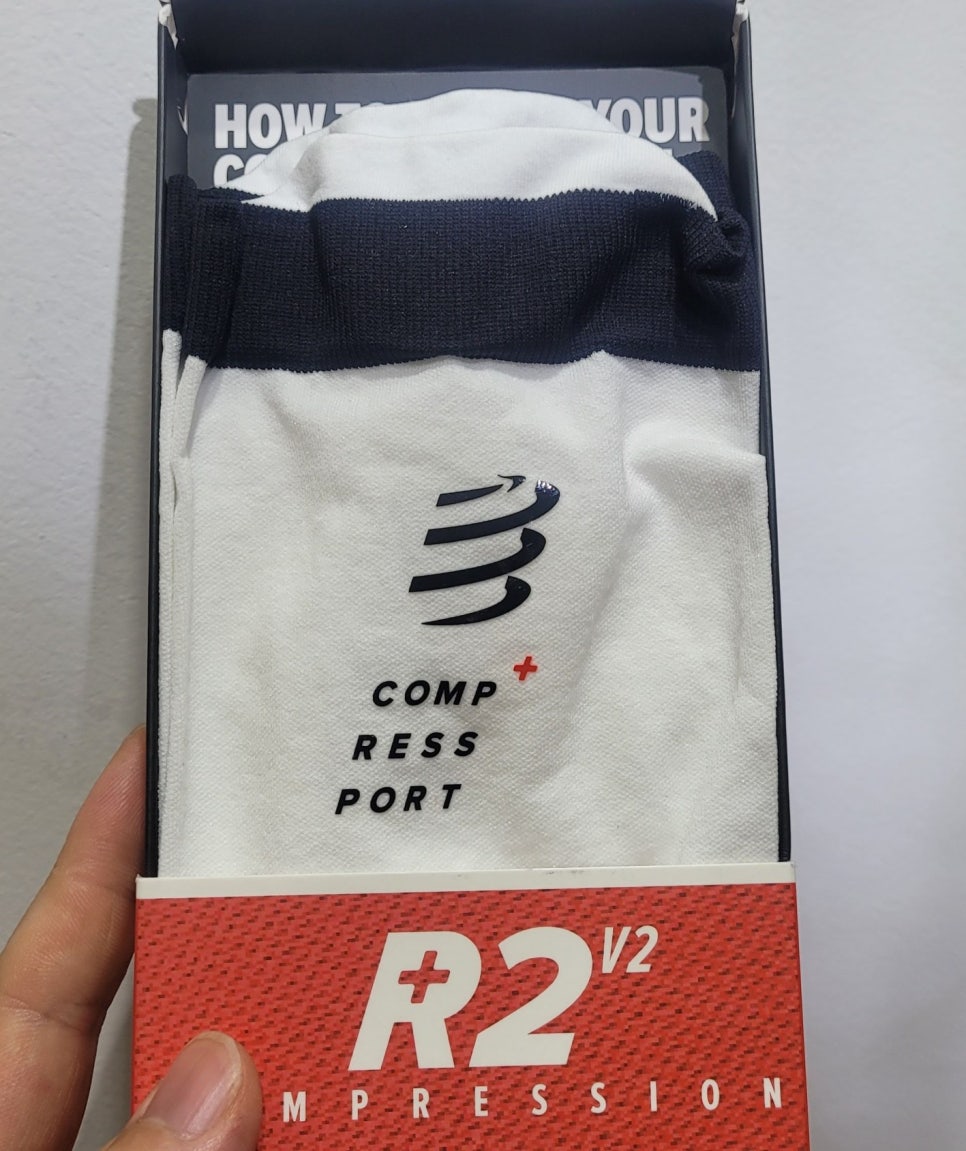 HOW YOUR
COMP
RESS
PORT
R2 V2
MPRESSION